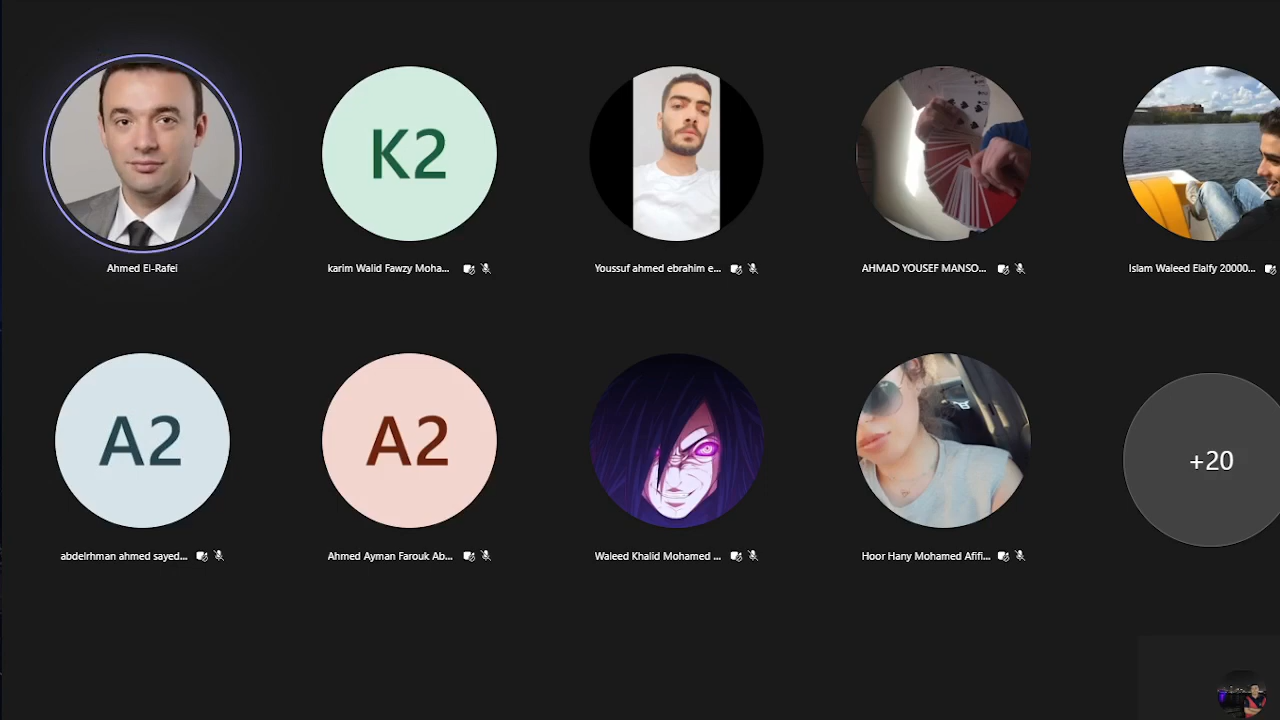 K2
Ahmed El-Rafei
karim Walid Fawzy Moha...
Youssuf ahmed ebrahim e...
AHMAD YOUSEF MANSO...
Islam Waleed Elalfy 20000...
A2
A2
+20
abdelrhman ahmed sayed...
Ahmed Ayman Farouk Ab...
Waleed Khalid Mohamed ...
Hoor Hany Mohamed Afifi...